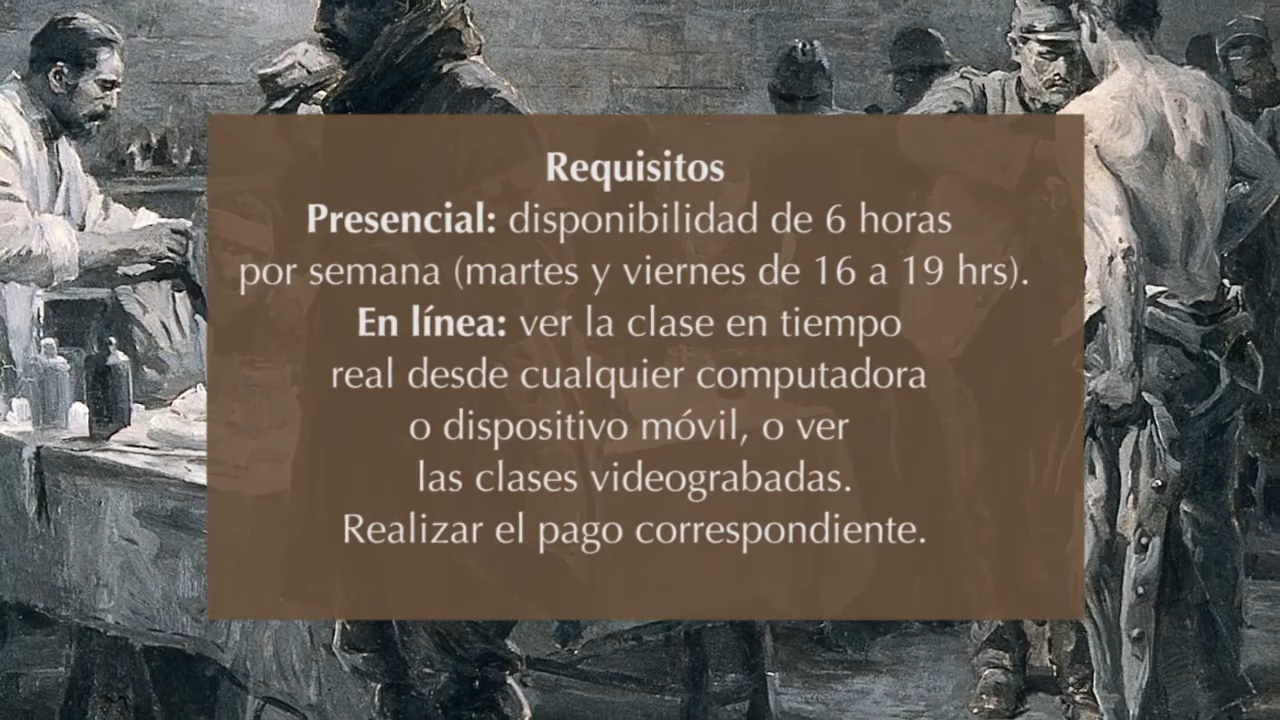 Requisitos
Presencial: disponibilidad de 6 horas
por semana (martes y viernes de 16 a 19 hrs).
En línea: ver la clase en tiempo
real desde cualquier computadora
o dispositivo móvil, o ver
las clases videograbadas.
Realizar el pago correspondiente.